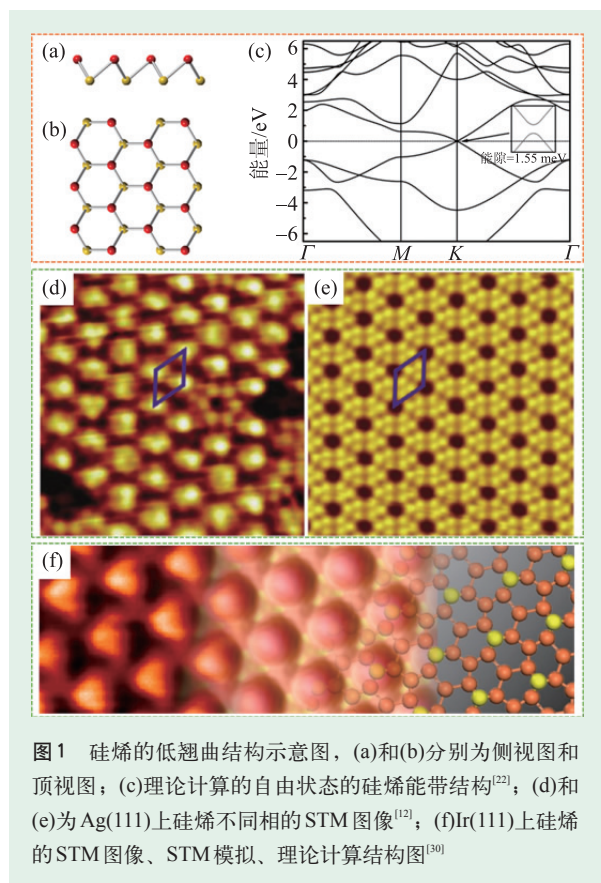 (a)
(b)
(c)
能量/eV
6
4
2
0
−2
−4
−6
能隙=1.55 meV
Γ M K Γ
(d)
(e)
(f)
图1 硅烯的低翘曲结构示意图，(a)和(b)分别为侧视图和
顶视图；(c)理论计算的自由状态的硅烯能带结构[22]；(d)和
(e)为Ag(111)上硅烯不同相的STM图像[12]；(f)Ir(111)上硅烯
的STM图像、STM模拟、理论计算结构图[30]